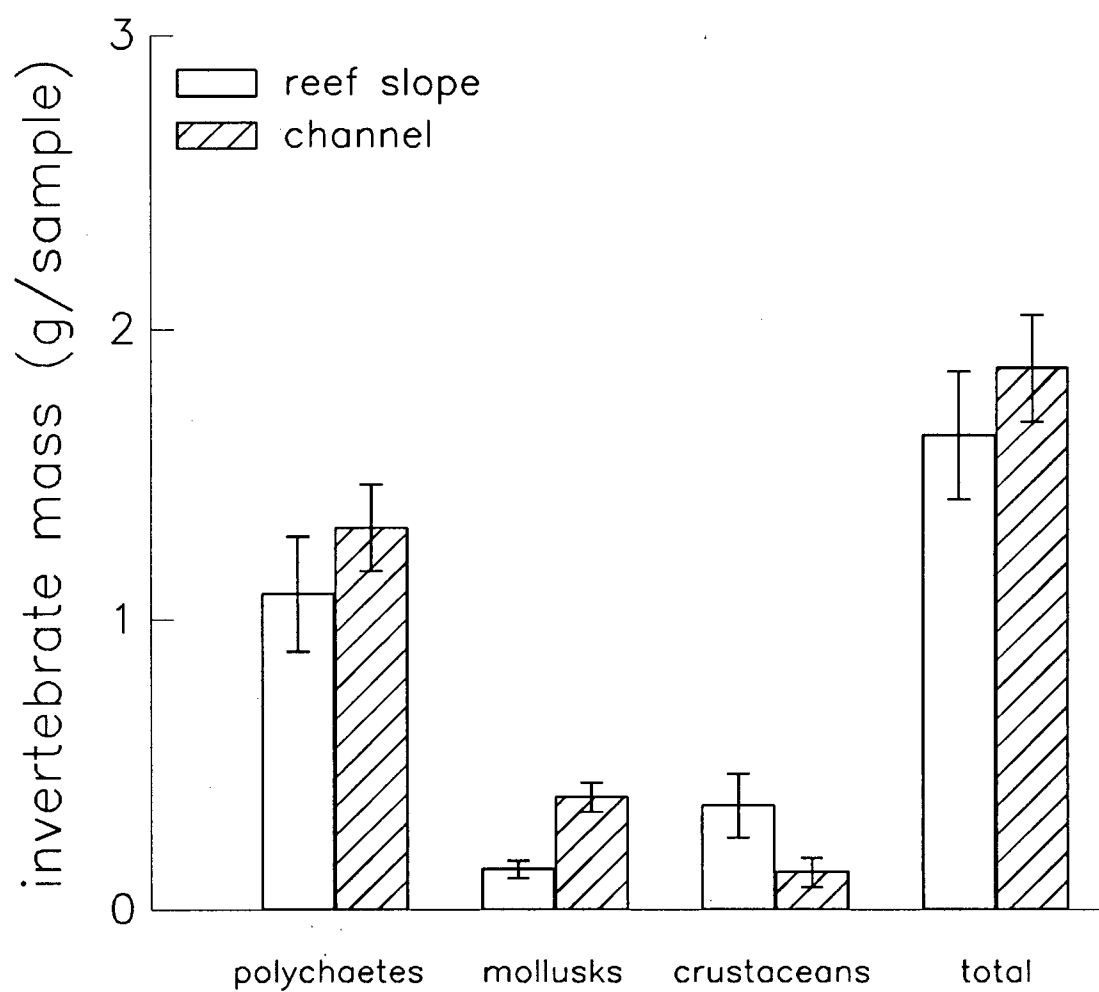 invertebrate mass (g/sample)
3
2
1
0
reef slope
channel
polychaetes mollusks crustaceans total